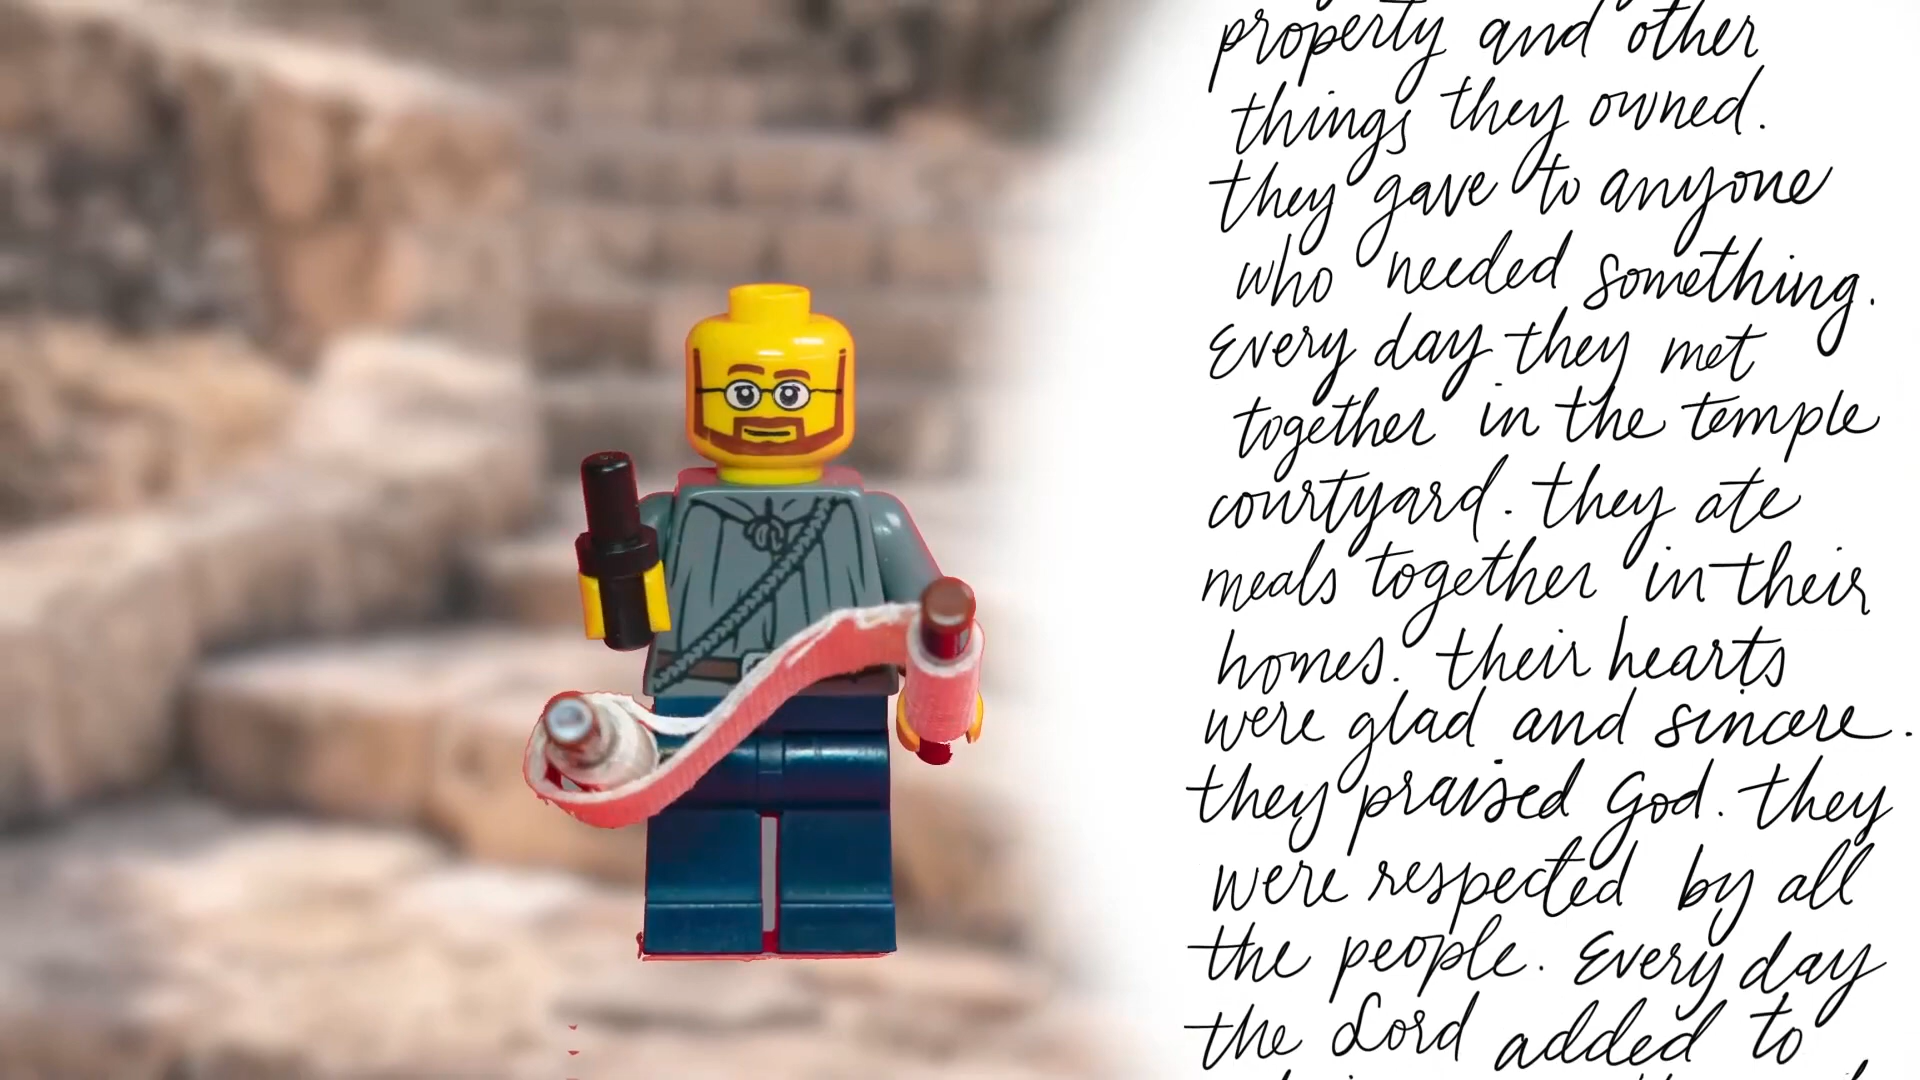 property and other
things they owned.
they gave to anyone
who needed something.
Every day they met
together in the temple
courtyard. they ate
meals together in their
homes. their hearts
were glad and sincere.
they praised God. they
were respected by all
the people. Every day
the Lord added to